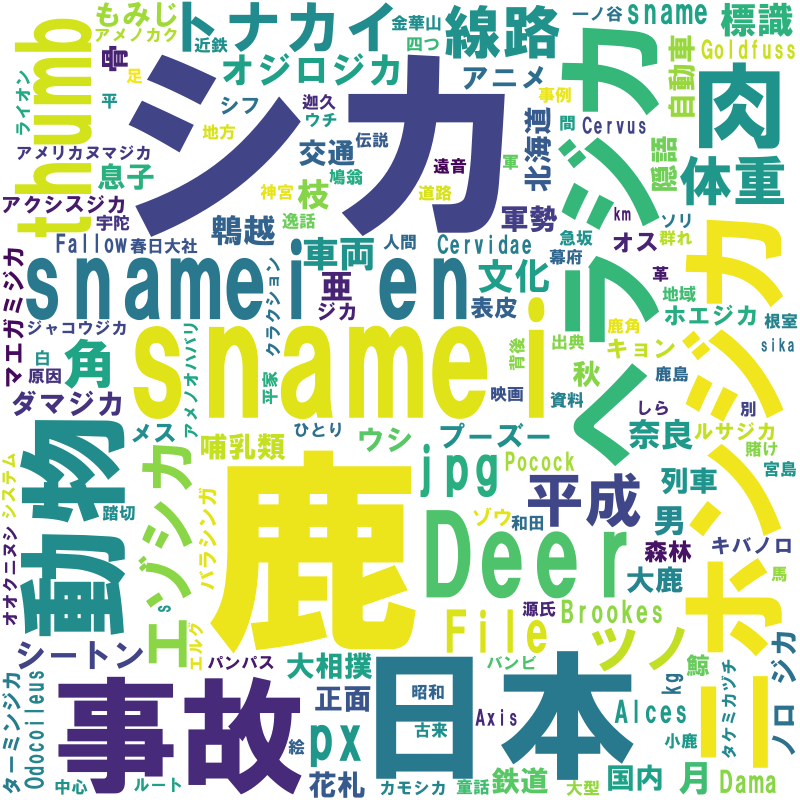 もみじ
トナカイ
金華山
線路
一ノ谷
sname
標識
アメノカク
近鉄
四つ
Goldfuss
thumb
骨
オジロジカ
アニメ
ヘラジカ
自動車
肉
ライオン
足
平
シカ
シフ
迦久
ウチ
事例
間
Cervus
地方
交通
伝説
北海道
隠語
体重
アメリカヌマジカ
息子
鳩翁
遠音
軍
神宮
枝
道路
アクシスジカ
宇陀
鵯越
逸話
軍勢
km
ソリ
オス
群れ
急坂
Fallow
春日大社
車両
人間
Cervidae
幕府
革
snamei
en
亜
ジカ
文化
表皮
地域
ホエジカ
根室
マエガミジカ
ジャコウジカ
クラクション
鹿角
sika
白
原因
角
アメノオハバリ
snamei
背後
出典
キョン
ニホンジカ
平家
秋
鹿島
ダマジカ
映画
資料
しら
別
メス
哺乳類
ひとり
ウシ
プーズー
奈良
ルサジカ
賭け
宮島
動物
エゾシカ
jpg
Pocock
列車
システム
踏切
バラシンガ
鹿
平成
ゾウ
和田
男
Deer
森林
キバノロ
オオクニヌシ
大鹿
馬
s
源氏
Brookes
エルグ
File
ツノ
シートン
パンパス
大相撲
バンビ
鯨
ノロ
ジカ
タケミカヅチ
ターミンジカ
Odocoileus
事故
正面
昭和
日本
kg
Axis
Alces
絵
px
古来
小鹿
中心
ルート
花札
カモシカ
童話
鉄道
大型
国内
月
Dama